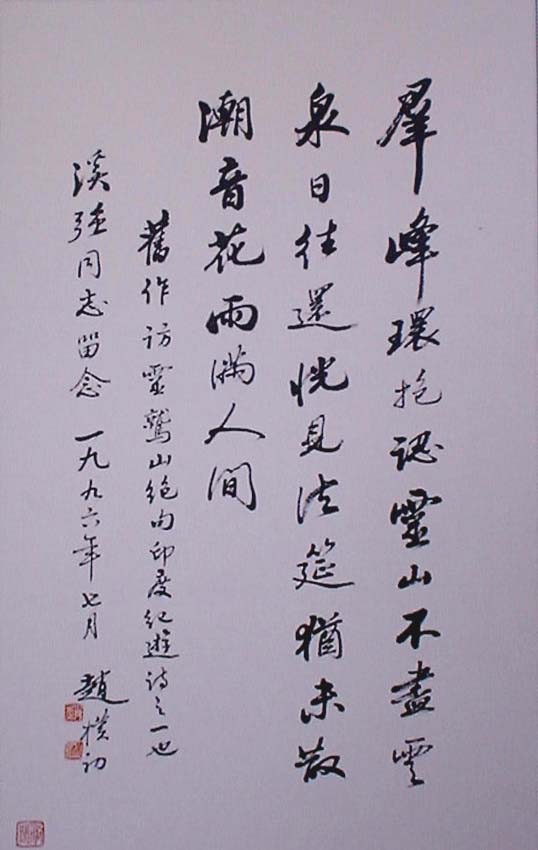 羣峰環抱認靈山不盡雲
泉日往還恍見法筵猶未散
潮音花雨滿人間
舊作訪靈鷲山絕句印度紀遊詩之一也
漢强同志留念 一九九六年七月 趙樸初